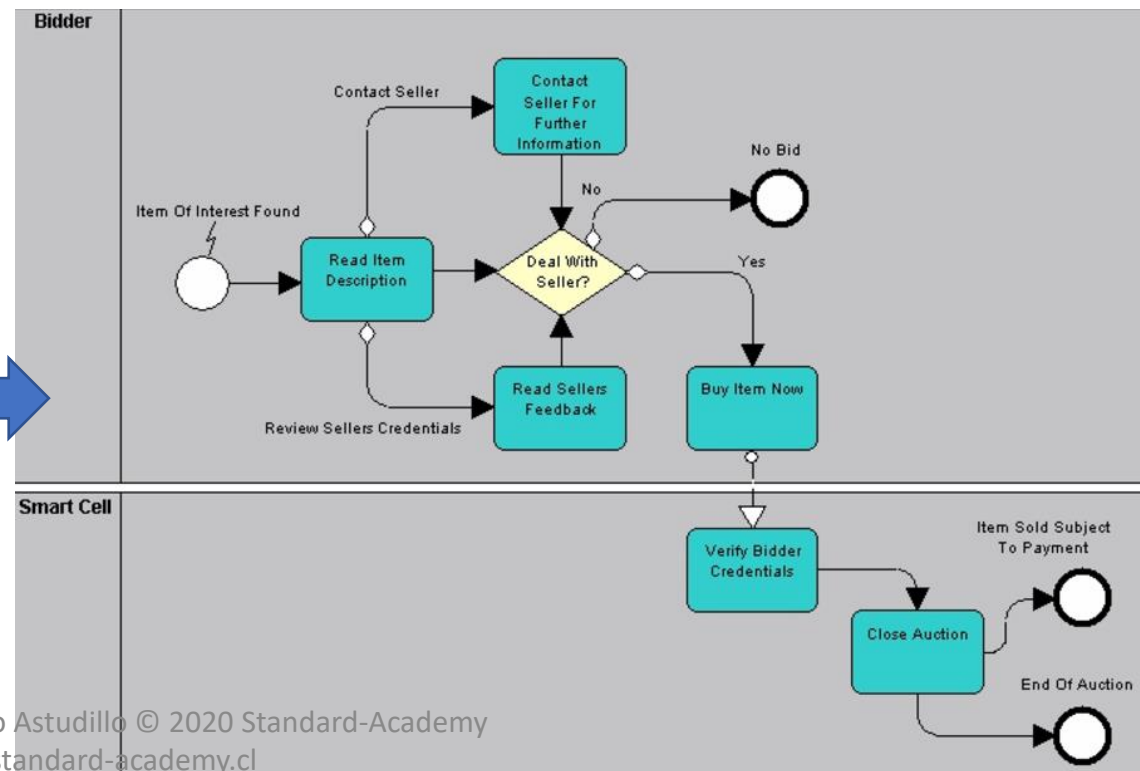 Bidder
Contact Seller
Contact
Seller For
Further
Information
No Bid
No
Item Of Interest Found
Read Item
Description
Deal With
Seller?
Yes
Read Sellers
Feedback
Buy Item Now
Review Sellers Credentials
Smart Cell
Item Sold Subject
To Payment
Verify Bidder
Credentials
Close Auction
End Of Auction
Astudillo © 2020 Standard-Academy
standard-academy.cl